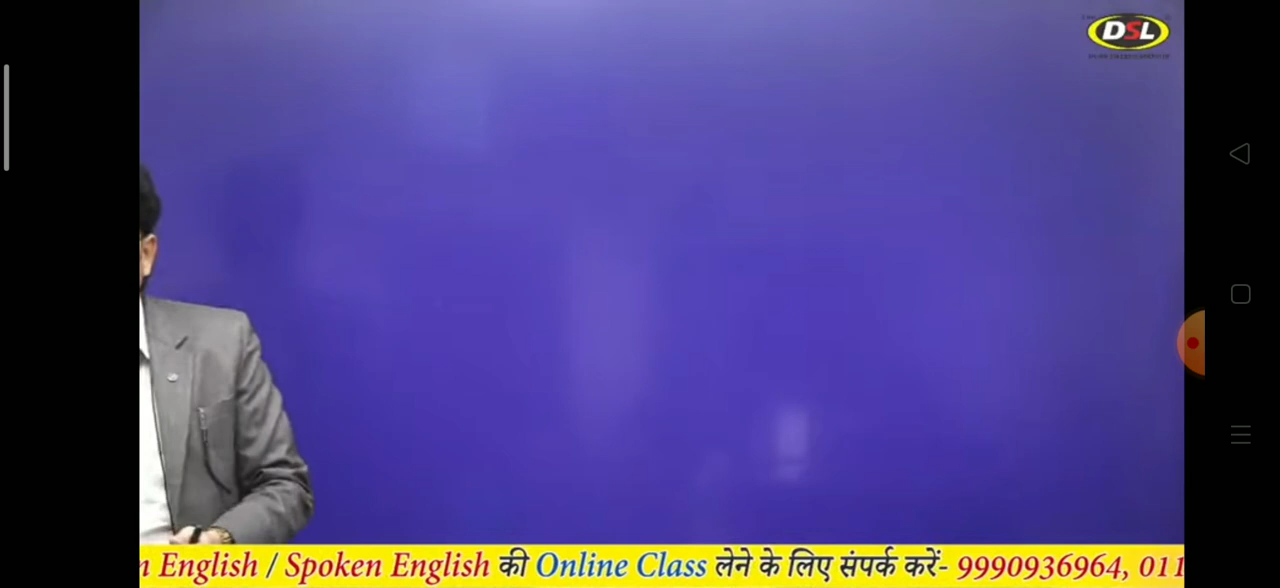 DSL
n English / Spoken English की Online Class लेने के लिए संपर्क करें- 9990936964, 011